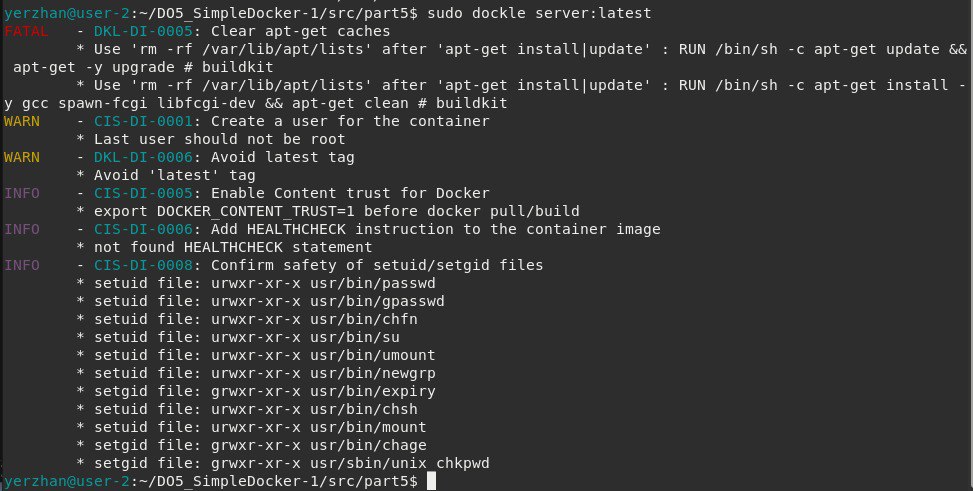 yerzhan@user-2:~/DO5_SimpleDocker-1/src/part5$ sudo dockle server:latest
FATAL - DKL-DI-0005: Clear apt-get caches
* Use 'rm -rf /var/lib/apt/lists' after 'apt-get install|update' : RUN /bin/sh -c apt-get update &&
apt-get -y upgrade # buildkit
* Use 'rm -rf /var/lib/apt/lists' after 'apt-get install|update' : RUN /bin/sh -c apt-get install -
y gcc spawn-fcgi libfcgi-dev && apt-get clean # buildkit
WARN - CIS-DI-0001: Create a user for the container
* Last user should not be root
WARN - DKL-DI-0006: Avoid latest tag
* Avoid 'latest' tag
INFO - CIS-DI-0005: Enable Content trust for Docker
* export DOCKER_CONTENT_TRUST=1 before docker pull/build
INFO - CIS-DI-0006: Add HEALTHCHECK instruction to the container image
* not found HEALTHCHECK statement
INFO - CIS-DI-0008: Confirm safety of setuid/setgid files
* setuid file: urwxr-xr-x usr/bin/passwd
* setuid file: urwxr-xr-x usr/bin/gpasswd
* setuid file: urwxr-xr-x usr/bin/chfn
* setuid file: urwxr-xr-x usr/bin/su
* setuid file: urwxr-xr-x usr/bin/umount
* setuid file: urwxr-xr-x usr/bin/newgrp
* setgid file: grwxr-xr-x usr/bin/expiry
* setuid file: urwxr-xr-x usr/bin/chsh
* setuid file: urwxr-xr-x usr/bin/mount
* setgid file: grwxr-xr-x usr/bin/chage
* setgid file: grwxr-xr-x usr/sbin/unix_chkpwd
yerzhan@user-2:~/DO5_SimpleDocker-1/src/part5$